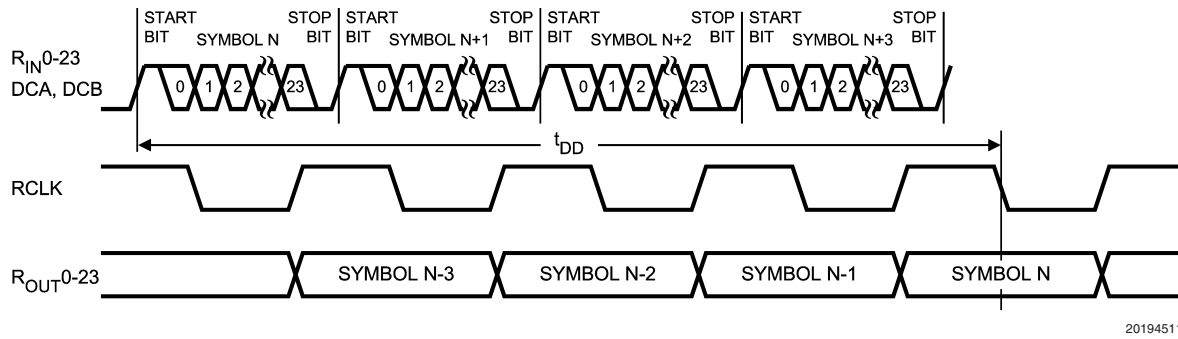 START BIT SYMBOL N STOP BIT
START BIT SYMBOL N+1 STOP BIT
START BIT SYMBOL N+2 STOP BIT
START BIT SYMBOL N+3 STOP BIT
RIN0-23
DCA, DCB
0 1 2 23
0 1 2 23
0 1 2 23
0 1 2 23
tDD
RCLK
ROUT0-23
SYMBOL N-3
SYMBOL N-2
SYMBOL N-1
SYMBOL N